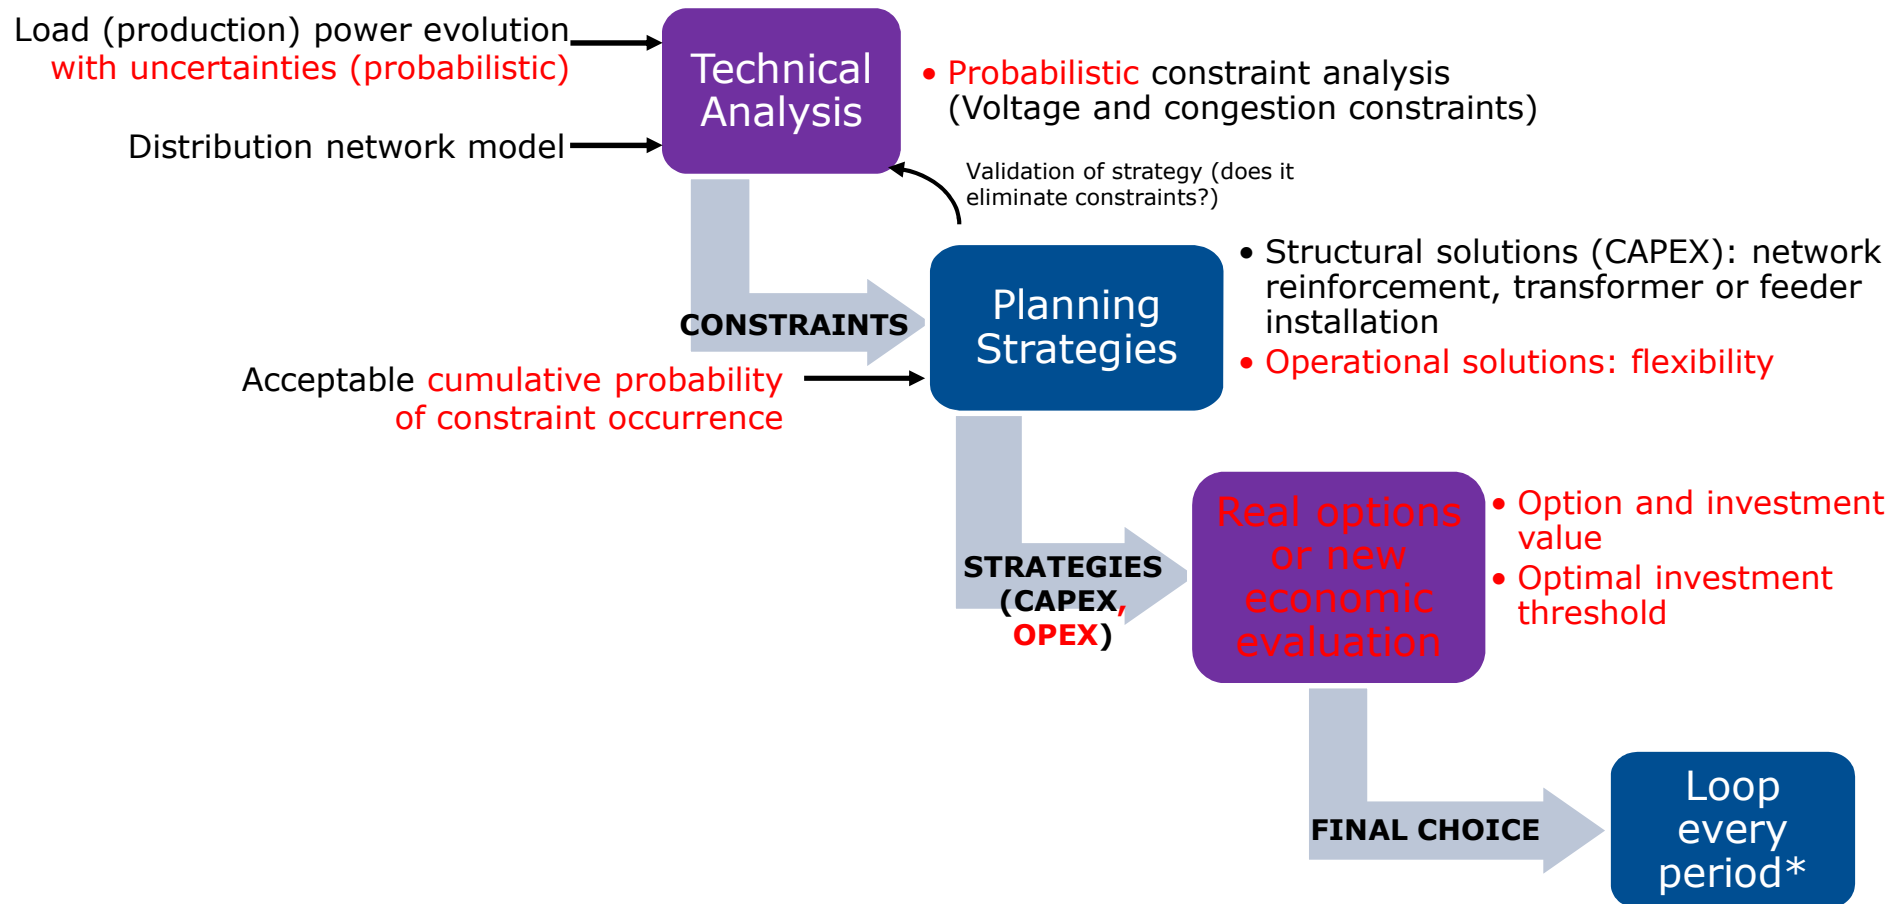 Load (production) power evolution
with uncertainties (probabilistic)
Distribution network model
Technical
Analysis
• Probabilistic constraint analysis
(Voltage and congestion constraints)
Validation of strategy (does it
eliminate constraints?)
CONSTRAINTS
Planning
Strategies
• Structural solutions (CAPEX): network
reinforcement, transformer or feeder
installation
• Operational solutions: flexibility
Acceptable cumulative probability
of constraint occurrence
STRATEGIES
(CAPEX,
OPEX)
Real options
or new
economic
evaluation
• Option and investment
value
• Optimal investment
threshold
FINAL CHOICE
Loop
every
period*